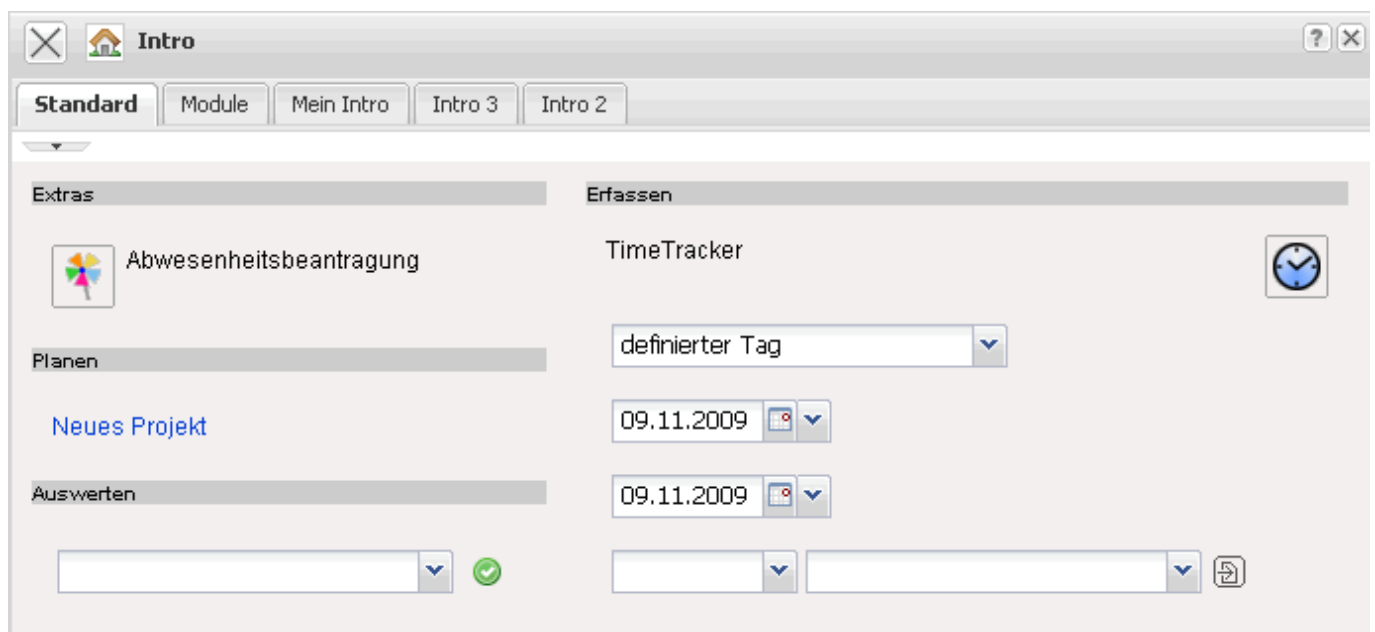 Intro
?
Standard Module Mein Intro Intro 3 Intro 2
Extras
Abwesenheitsbeantragung
Planen
Neues Projekt
Auswerten
Erfassen
TimeTracker
definierter Tag
09.11.2009
09.11.2009